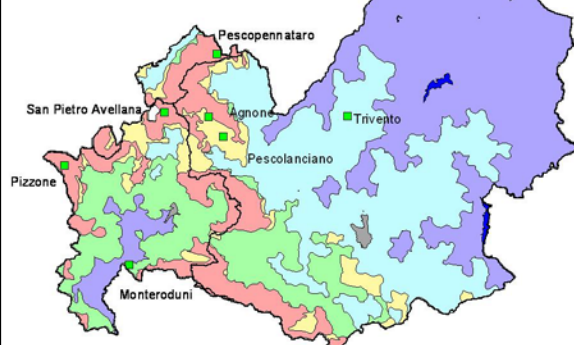 Pescopennataro
San Pietro Avellana
Agnone
Trivento
Pescolanciano
Pizzone
Monteroduni